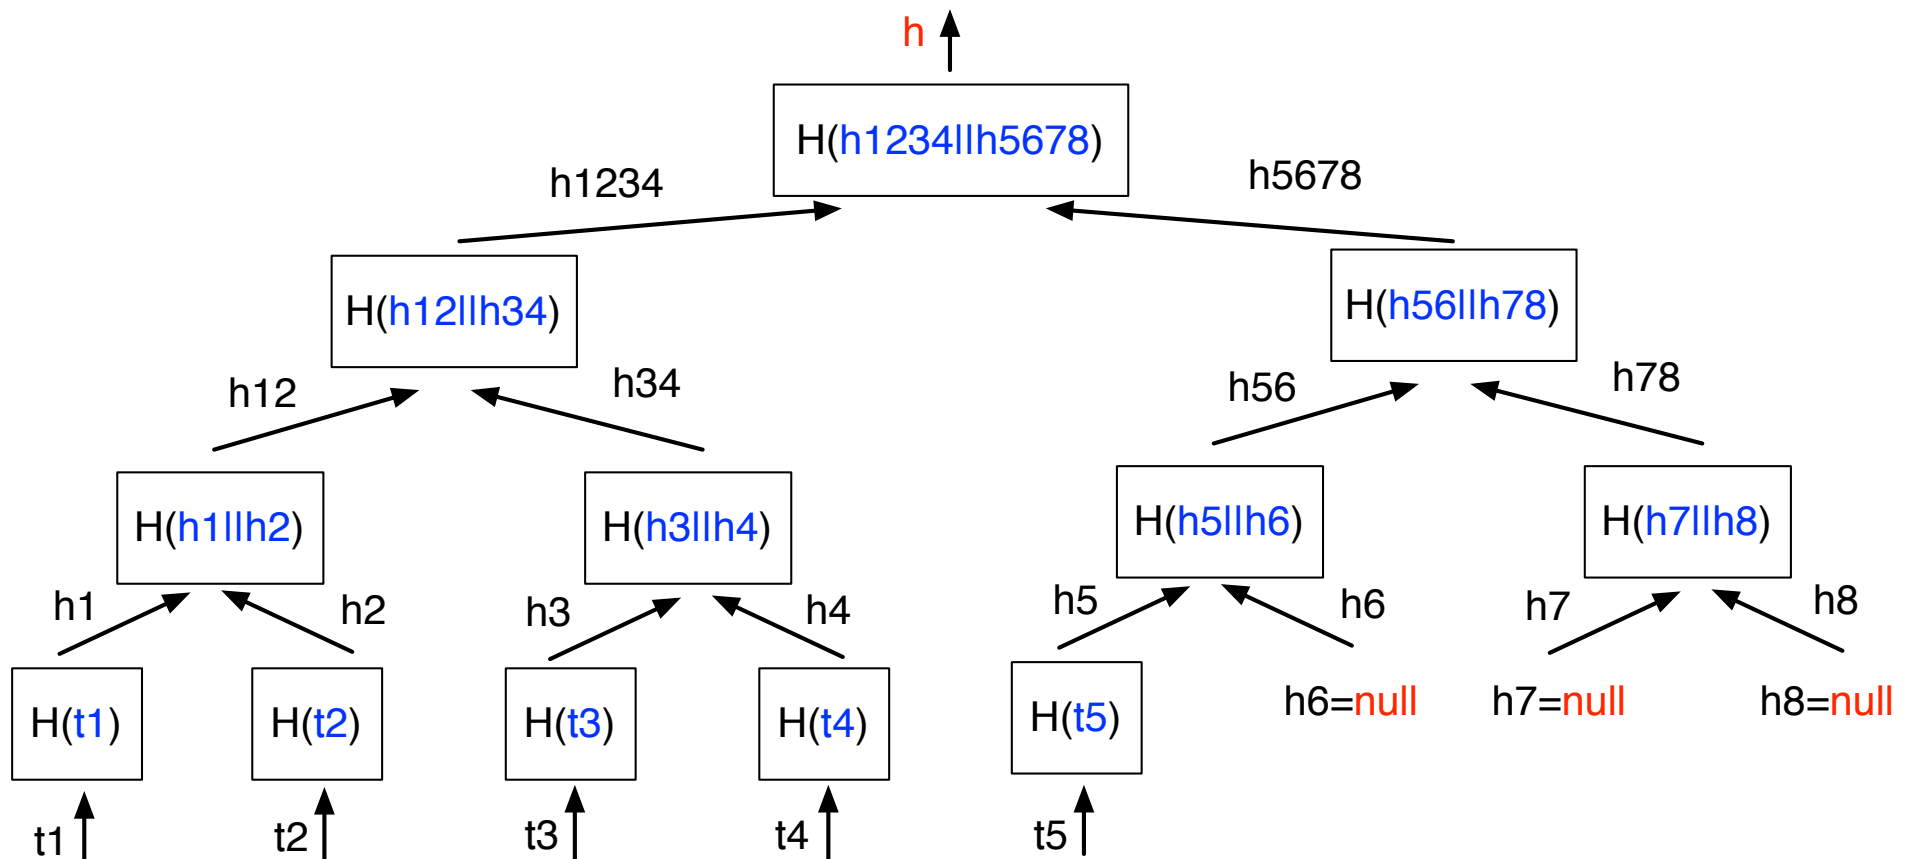 h
H(h1234||h5678)
h1234
h5678
H(h12||h34)
H(h56||h78)
h12
h34
h56
h78
H(h1||h2)
H(h3||h4)
H(h5||h6)
H(h7||h8)
h1
h2
h3
h4
h5
h6
h7
h8
H(t1)
H(t2)
H(t3)
H(t4)
H(t5)
h6=null
h7=null
h8=null
t1
t2
t3
t4
t5